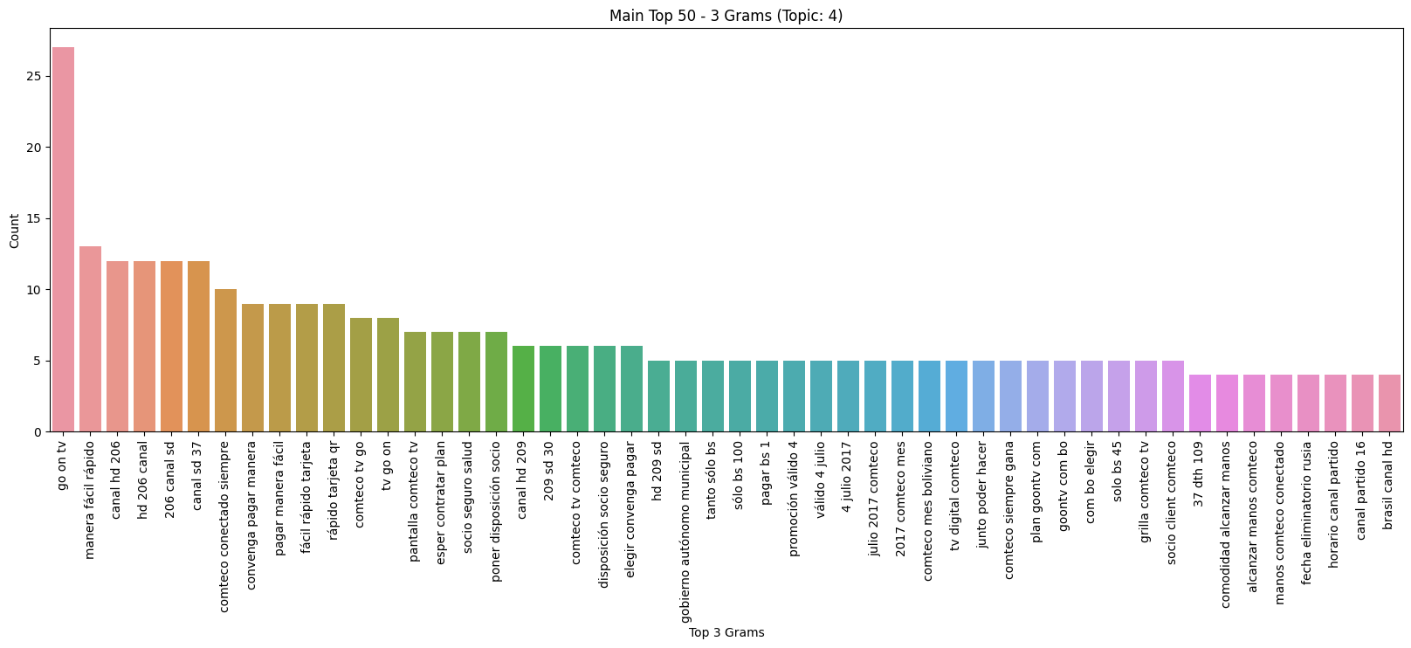 Main Top 50 - 3 Grams (Topic: 4)
Count
25
20
15
10
5
0
go on tv
manera fácil rápido
canal hd 206
hd 206 canal
206 canal sd
canal sd 37
comteco conectado siempre
convenga pagar manera
pagar manera fácil
fácil rápido tarjeta
rápido tarjeta qr
comteco tv go
tv go on
pantalla comteco tv
esper contratar plan
socio seguro salud
poner disposición socio
canal hd 209
209 sd 30
comteco tv comteco
disposición socio seguro
elegir convenga pagar
hd 209 sd
gobierno autónomo municipal
tanto sólo bs
sólo bs 100
pagar bs 1
promoción válido 4
válido 4 julio
4 julio 2017
julio 2017 comteco
2017 comteco mes
comteco mes boliviano
tv digital comteco
junto poder hacer
comteco siempre gana
plan goontv com
goontv com bo
com bo elegir
solo bs 45
grilla comteco tv
socio client comteco
37 dth 109
comodidad alcanzar manos
alcanzar manos comteco
manos comteco conectado
fecha eliminatorio rusia
horario canal partido
canal partido 16
brasil canal hd
Top 3 Grams